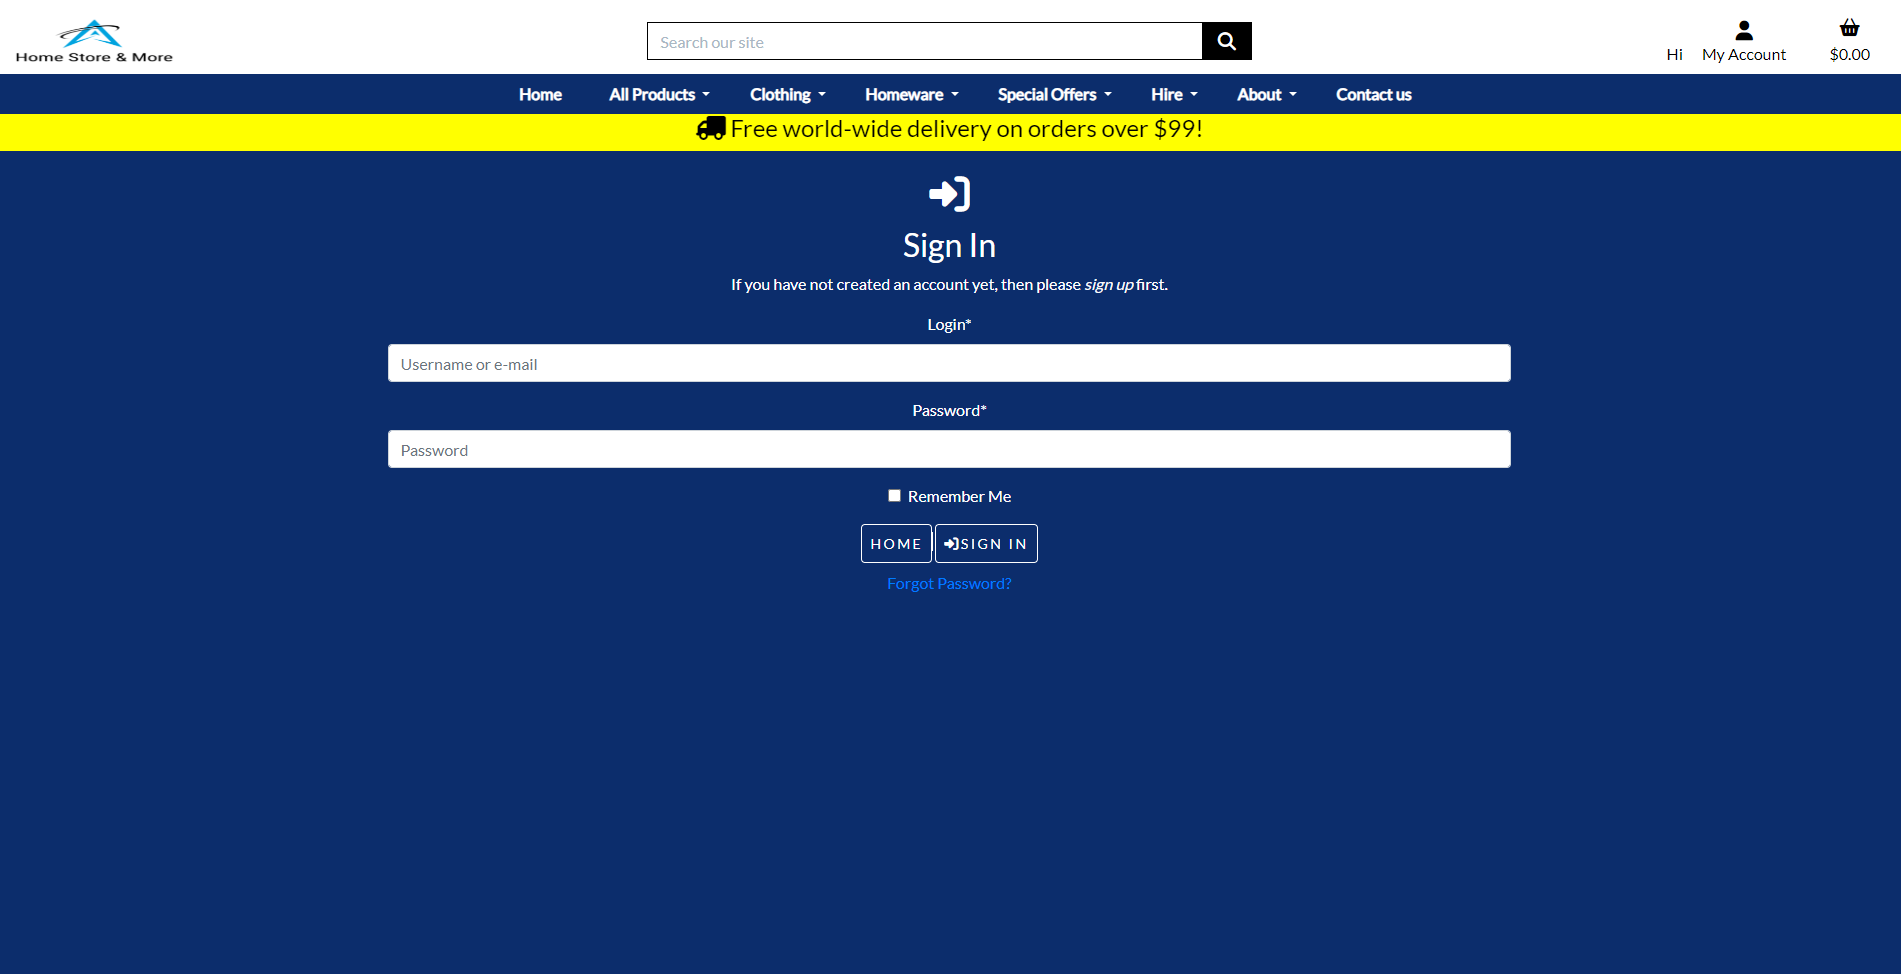 Home Store & More
Search our site
Hi My Account $0.00
Home All Products Clothing Homeware Special Offers Hire About Contact us
Free world-wide delivery on orders over $99!
Sign In
If you have not created an account yet, then please sign up first.
Login*
Username or e-mail
Password*
Password
Remember Me
HOME SIGN IN
Forgot Password?